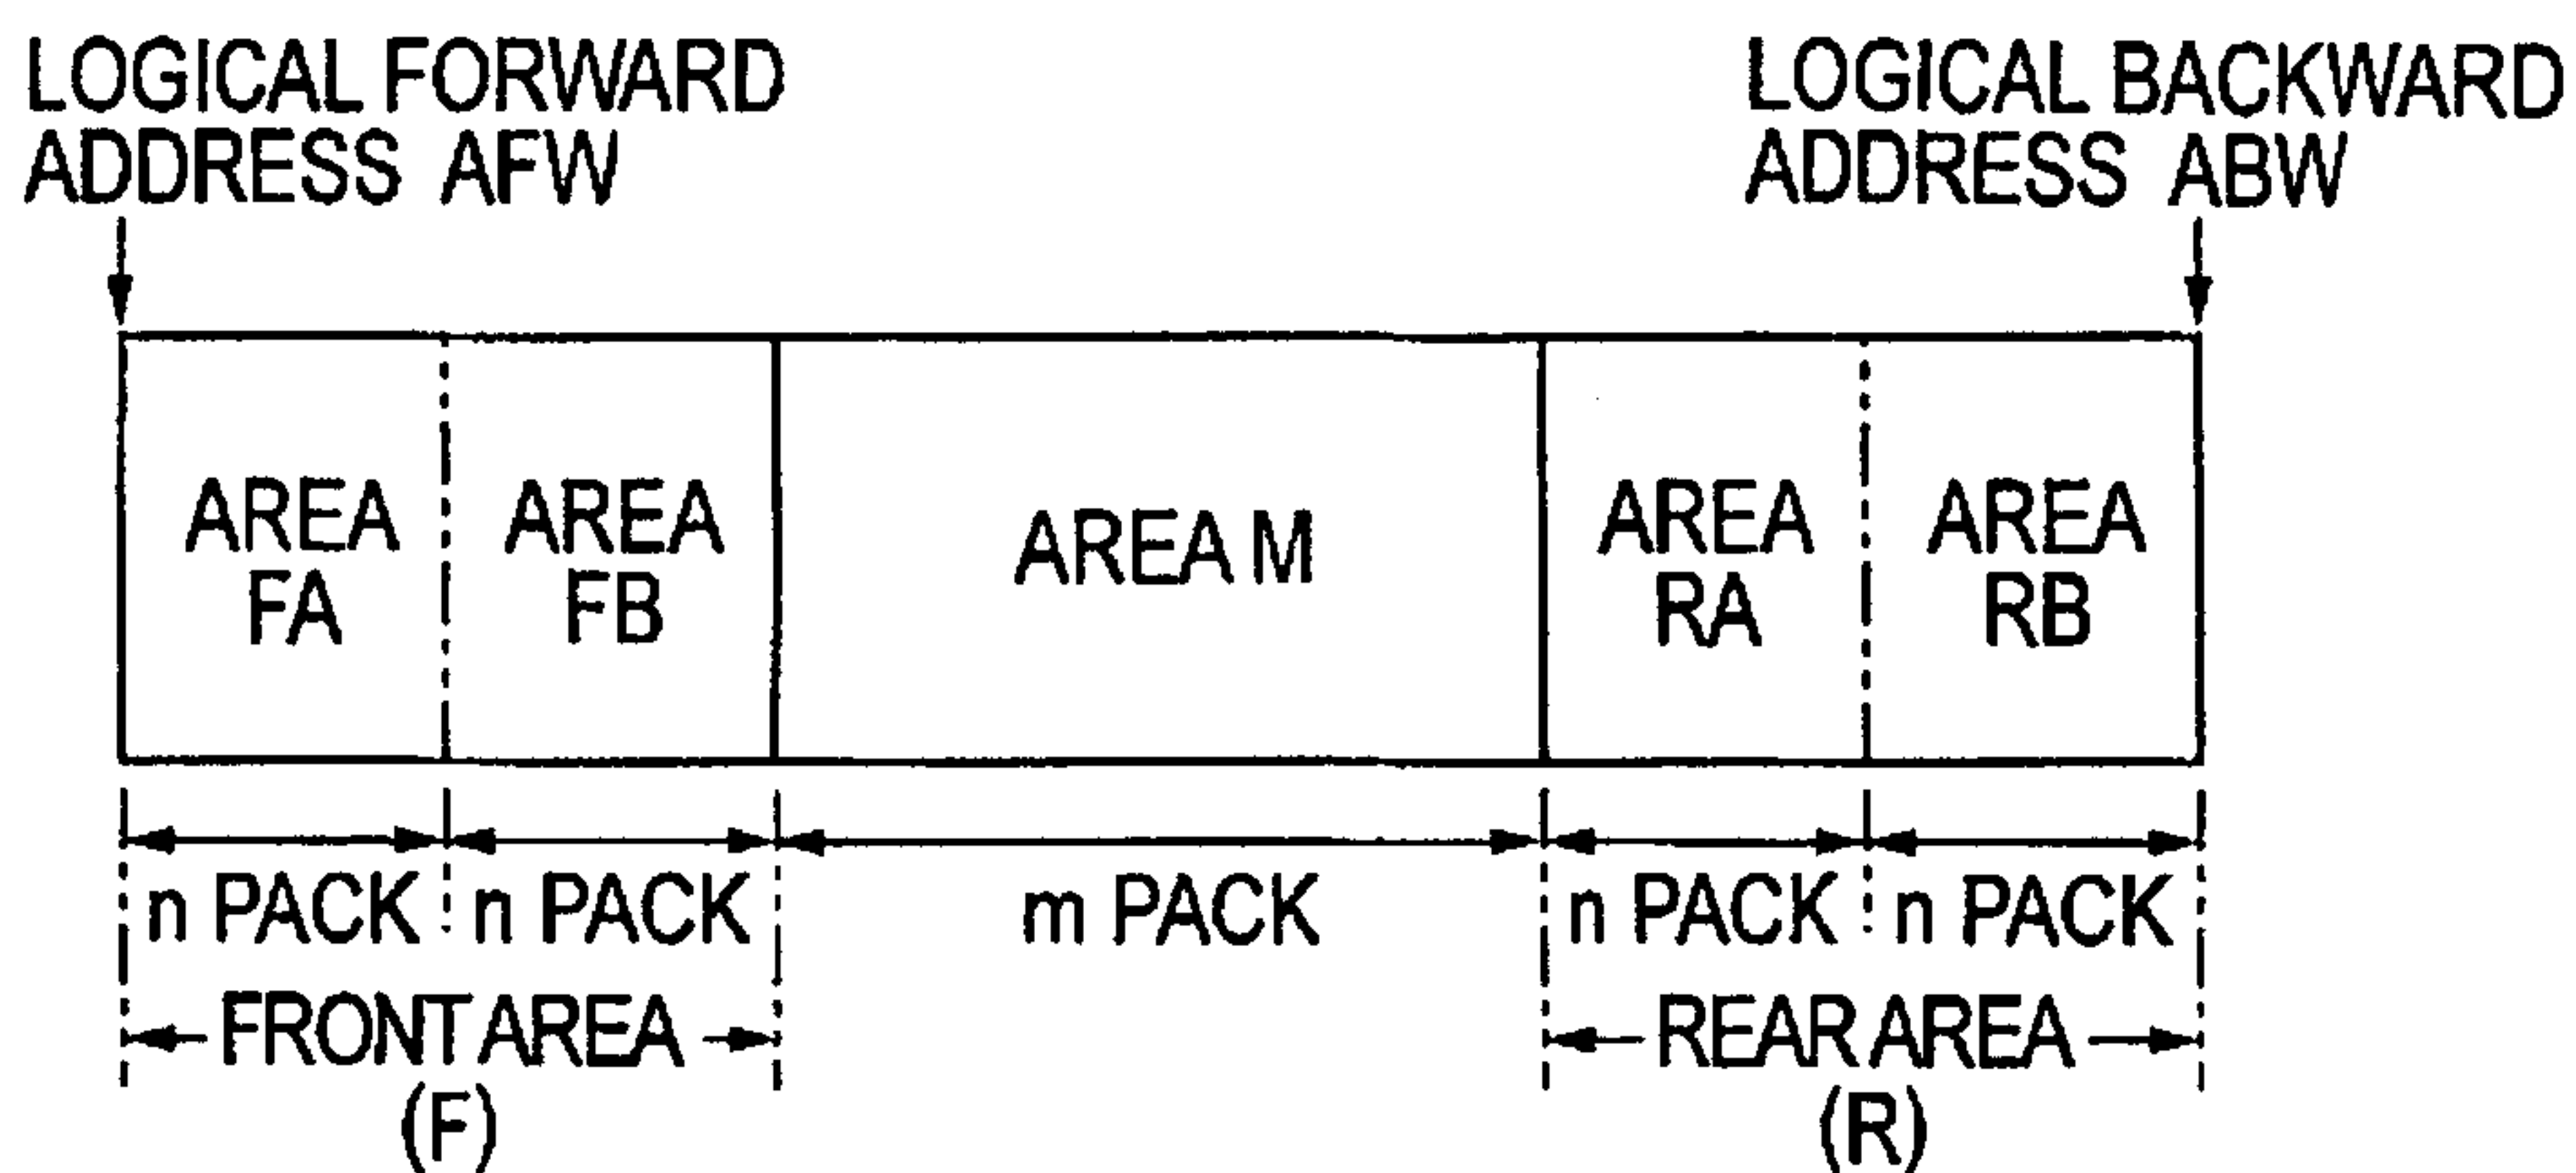 LOGICAL FORWARD
ADDRESS AFW
LOGICAL BACKWARD
ADDRESS ABW
AREA
FA
AREA
FB
AREA M
AREA
RA
AREA
RB
n PACK
n PACK
m PACK
n PACK
n PACK
FRONT AREA
(F)
REAR AREA
(R)